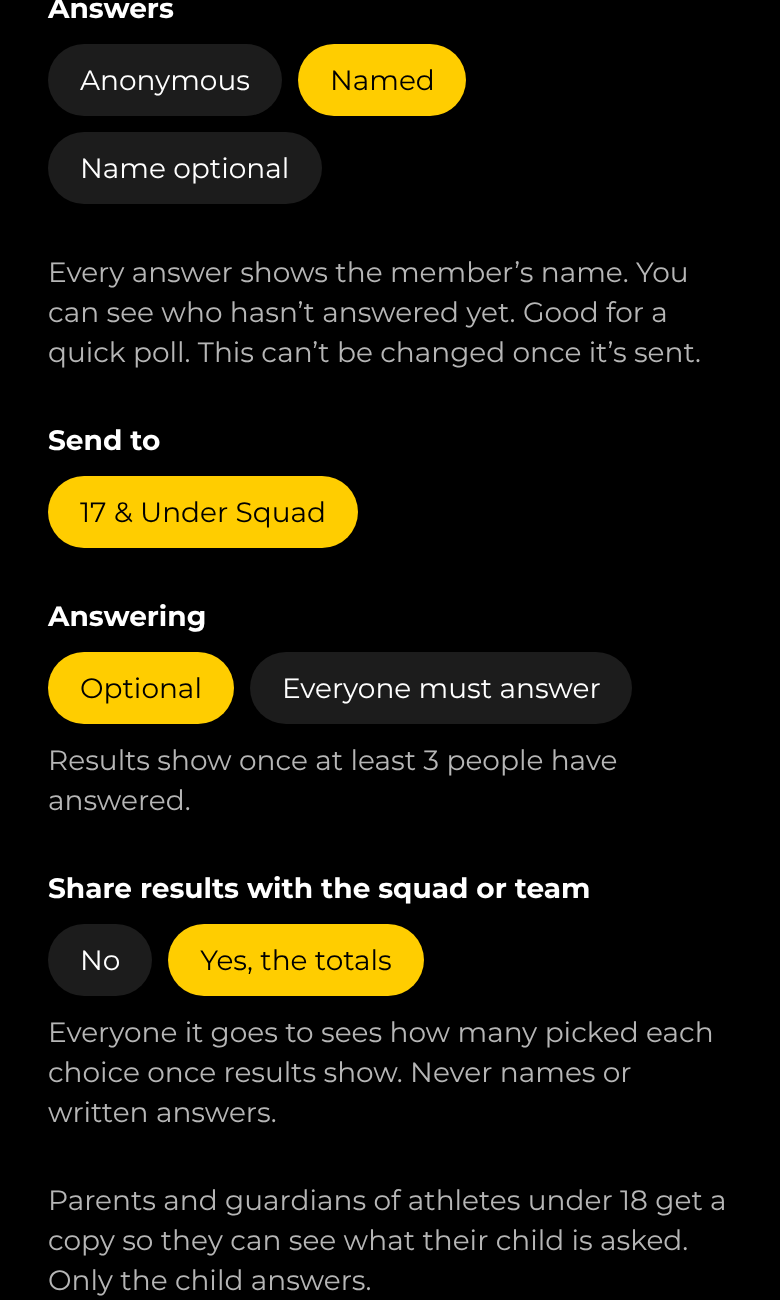 Answers
Anonymous
Named
Name optional
Every answer shows the member’s name. You
can see who hasn’t answered yet. Good for a
quick poll. This can’t be changed once it’s sent.
Send to
17 & Under Squad
Answering
Optional
Everyone must answer
Results show once at least 3 people have
answered.
Share results with the squad or team
No
Yes, the totals
Everyone it goes to sees how many picked each
choice once results show. Never names or
written answers.
Parents and guardians of athletes under 18 get a
copy so they can see what their child is asked.
Only the child answers.